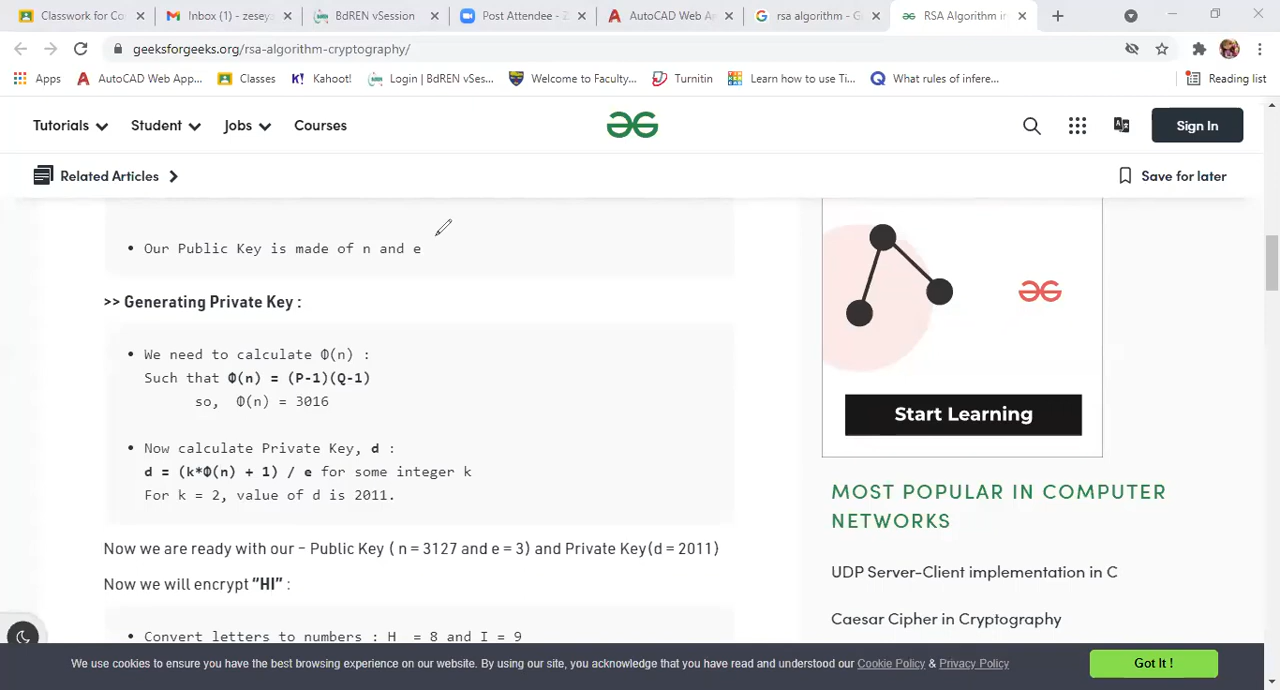 Classwork for Co
Inbox (1) - zesey
BdREN vSession
Post Attendee - Z
AutoCAD Web A
rsa algorithm - G
RSA Algorithm in
geeksforgeeks.org/rsa-algorithm-cryptography/
Apps
AutoCAD Web App...
Classes
Kahoot!
Login | BdREN vSes...
Welcome to Faculty...
Turnitin
Learn how to use Ti...
What rules of infere...
Reading list
Tutorials
Student
Jobs
Courses
Sign In
Related Articles
Save for later
• Our Public Key is made of n and e
>> Generating Private Key :
• We need to calculate Φ(n) :
Such that Φ(n) = (P-1)(Q-1)
so, Φ(n) = 3016
• Now calculate Private Key, d :
d = (k*Φ(n) + 1) / e for some integer k
For k = 2, value of d is 2011.
Now we are ready with our – Public Key ( n = 3127 and e = 3) and Private Key(d = 2011)
Now we will encrypt “HI” :
• Convert letters to numbers : H = 8 and I = 9
Start Learning
MOST POPULAR IN COMPUTER
NETWORKS
UDP Server-Client implementation in C
Caesar Cipher in Cryptography
We use cookies to ensure you have the best browsing experience on our website. By using our site, you acknowledge that you have read and understood our Cookie Policy & Privacy Policy
Got It !